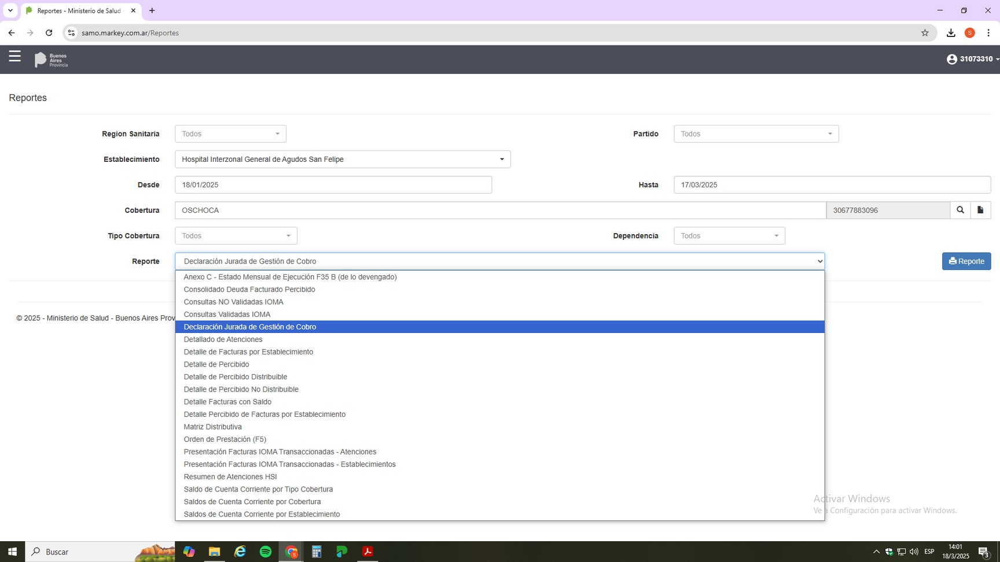 Reportes - Ministerio de Salud
samo.markey.com.ar/Reportes
S
Buenos
Aires
Provincia
31073310
Reportes
Region Sanitaria
Todos
Partido
Todos
Establecimiento
Hospital Interzonal General de Agudos San Felipe
Desde
18/01/2025
Hasta
17/03/2025
Cobertura
OSCHOCA
30677883096
Tipo Cobertura
Todos
Dependencia
Todos
Reporte
Declaración Jurada de Gestión de Cobro
Reporte
Anexo C - Estado Mensual de Ejecución F35 B (de lo devengado)
Consolidado Deuda Facturado Percibido
Consultas NO Validadas IOMA
Consultas Validadas IOMA
© 2025 - Ministerio de Salud - Buenos Aires Prov
Declaración Jurada de Gestión de Cobro
Detallado de Atenciones
Detalle de Facturas por Establecimiento
Detalle de Percibido
Detalle de Percibido Distribuible
Detalle de Percibido No Distribuible
Detalle Facturas con Saldo
Detalle Percibido de Facturas por Establecimiento
Matriz Distributiva
Orden de Prestación (F5)
Presentación Facturas IOMA Transaccionadas - Atenciones
Presentación Facturas IOMA Transaccionadas - Establecimientos
Resumen de Atenciones HSI
Saldo de Cuenta Corriente por Tipo Cobertura
Saldos de Cuenta Corriente por Cobertura
Saldos de Cuenta Corriente por Establecimiento
Activar Windows
Ve a Configuración para activar Windows.
Buscar
S
ESP
14:01
18/3/2025
3